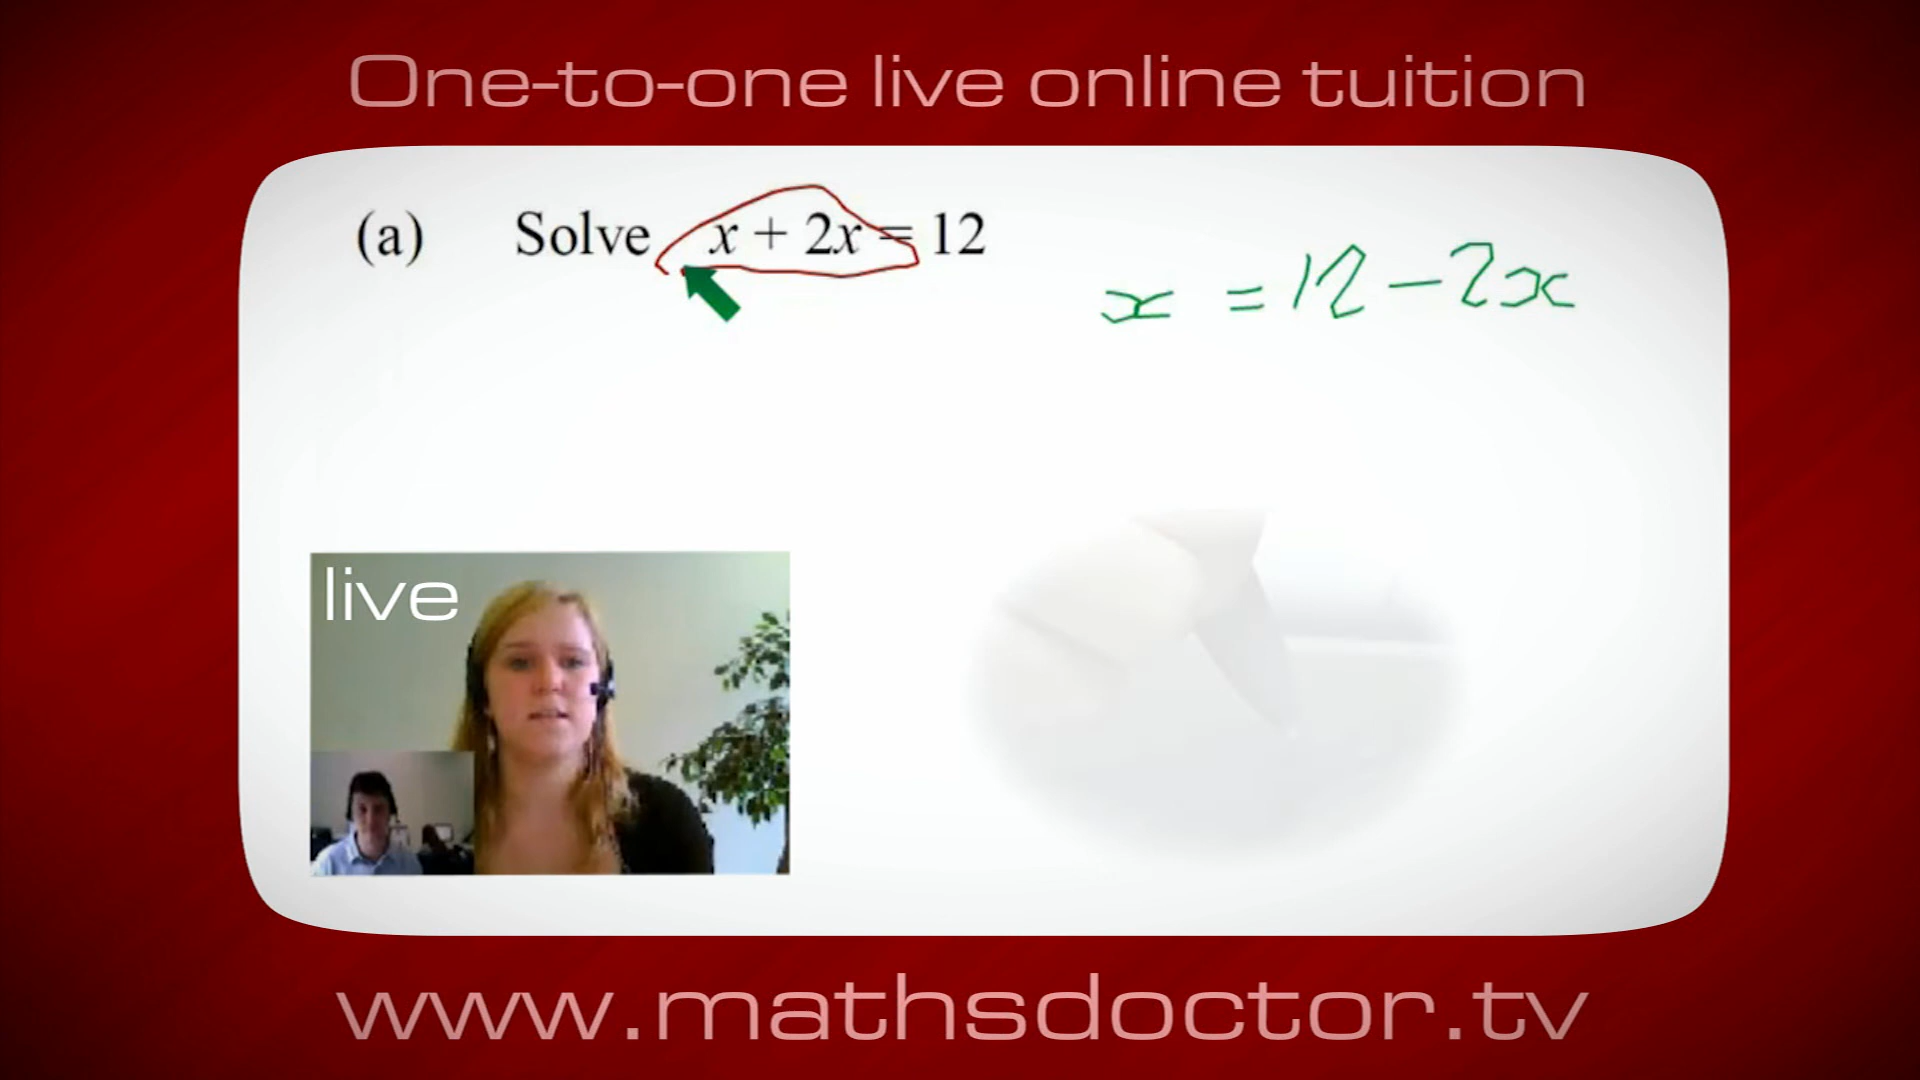 One-to-one live online tuition
(a) Solve x + 2x = 12
x = 12 - 2x
live
www.mathsdoctor.tv